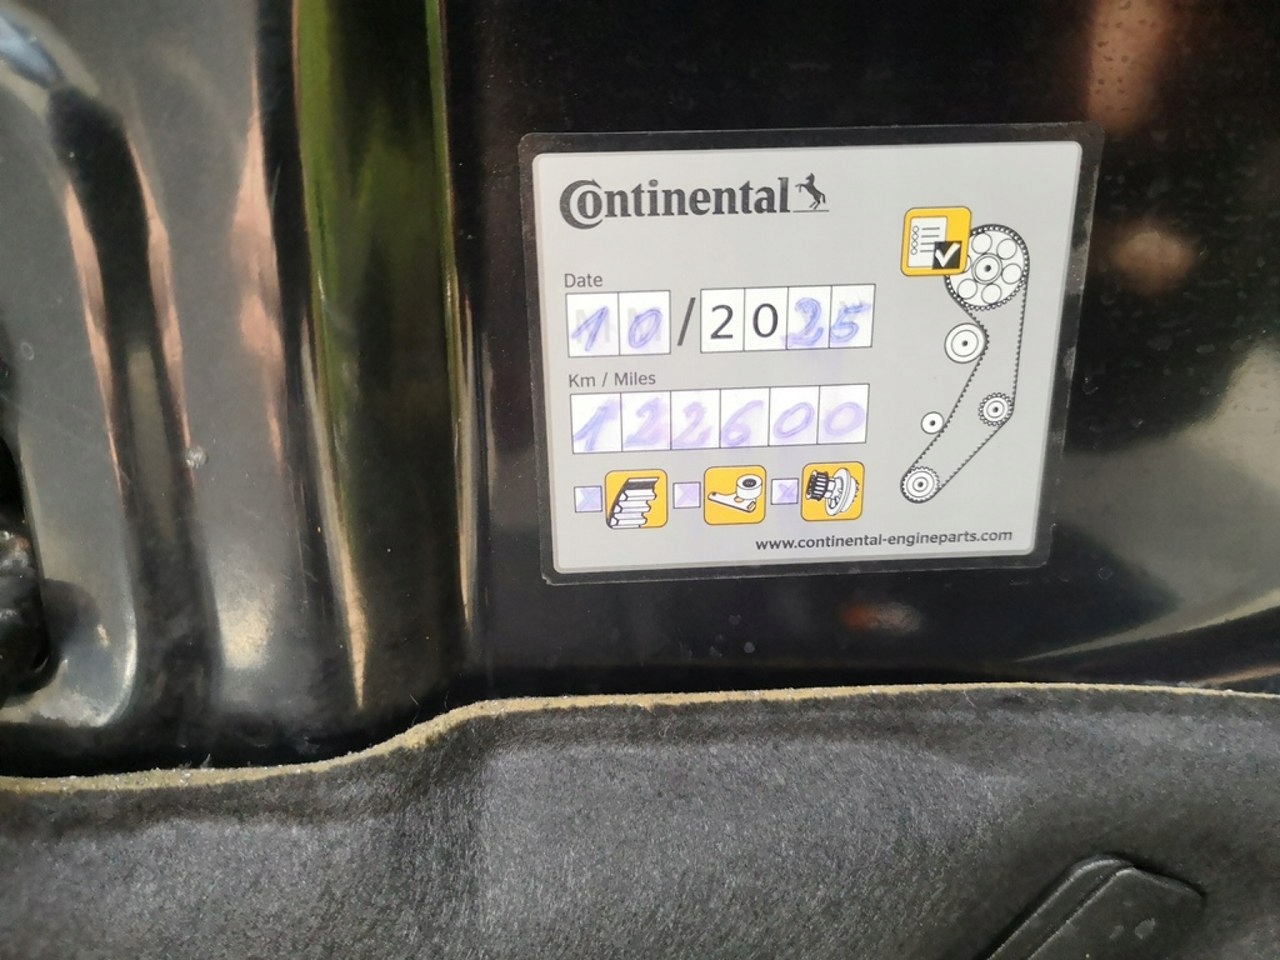 Continental
Date
10/2025
Km / Miles
122600
www.continental-engineparts.com